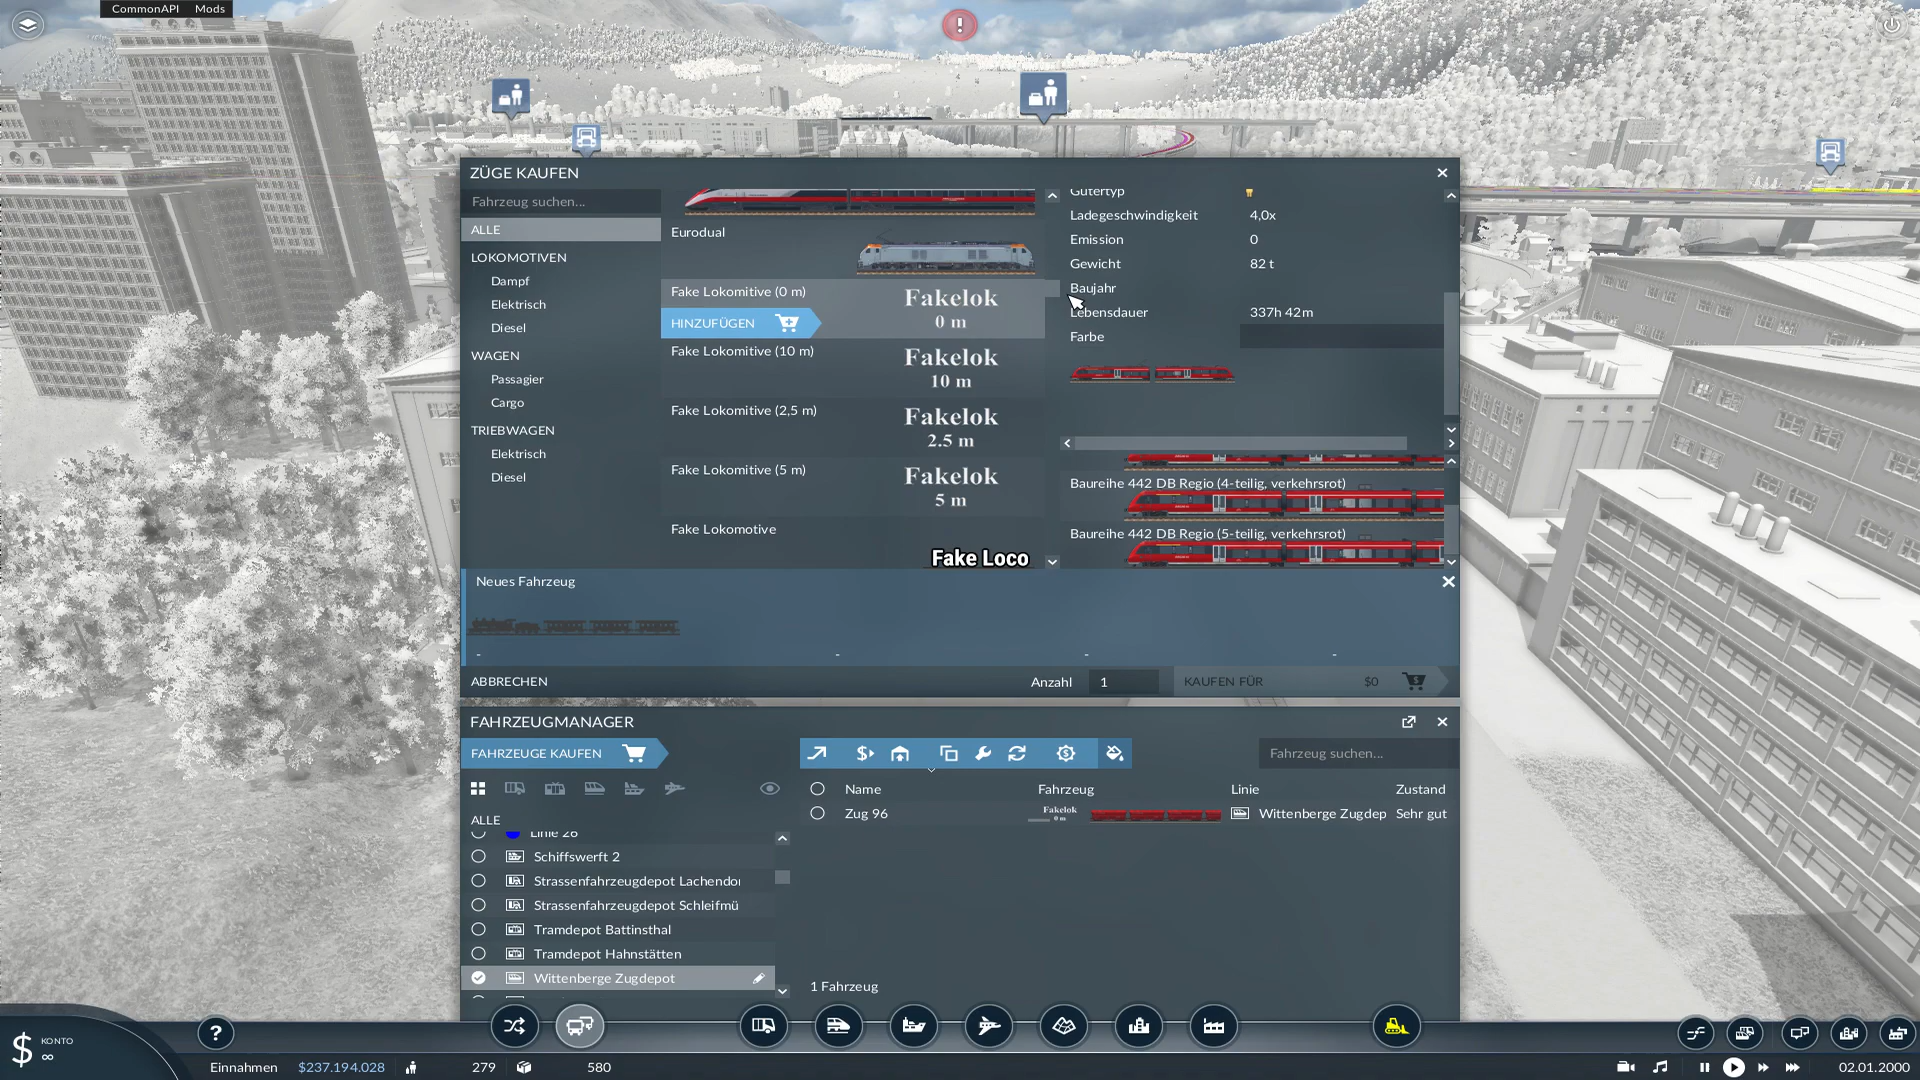 CommonAPI Mods
ZÜGE KAUFEN
Fahrzeug suchen...
ALLE
LOKOMOTIVEN
Dampf
Elektrisch
Diesel
WAGEN
Passagier
Cargo
TRIEBWAGEN
Elektrisch
Diesel
Eurodual
Fake Lokomitive (0 m)
Fakelok
0 m
HINZUFÜGEN
Fake Lokomitive (10 m)
Fakelok
10 m
Fake Lokomitive (2,5 m)
Fakelok
2.5 m
Fake Lokomitive (5 m)
Fakelok
5 m
Fake Lokomotive
Fake Loco
Gütertyp
Ladegeschwindigkeit 4,0x
Emission 0
Gewicht 82 t
Baujahr
Lebensdauer 337h 42m
Farbe
Baureihe 442 DB Regio (4-teilig, verkehrsrot)
Baureihe 442 DB Regio (5-teilig, verkehrsrot)
Neues Fahrzeug
- - - -
ABBRECHEN Anzahl 1 KAUFEN FÜR $0
FAHRZEUGMANAGER
FAHRZEUGE KAUFEN
Fahrzeug suchen...
ALLE
Linie 26
Schiffswerft 2
Strassenfahrzeugdepot Lachendor
Strassenfahrzeugdepot Schleifmü
Tramdepot Battinsthal
Tramdepot Hahnstätten
Wittenberge Zugdepot
Name Fahrzeug Linie Zustand
Zug 96 Fakelok 0 m Wittenberge Zugdep Sehr gut
1 Fahrzeug
?
$ KONTO
∞
Einnahmen $237.194.028 279 580 02.01.2000